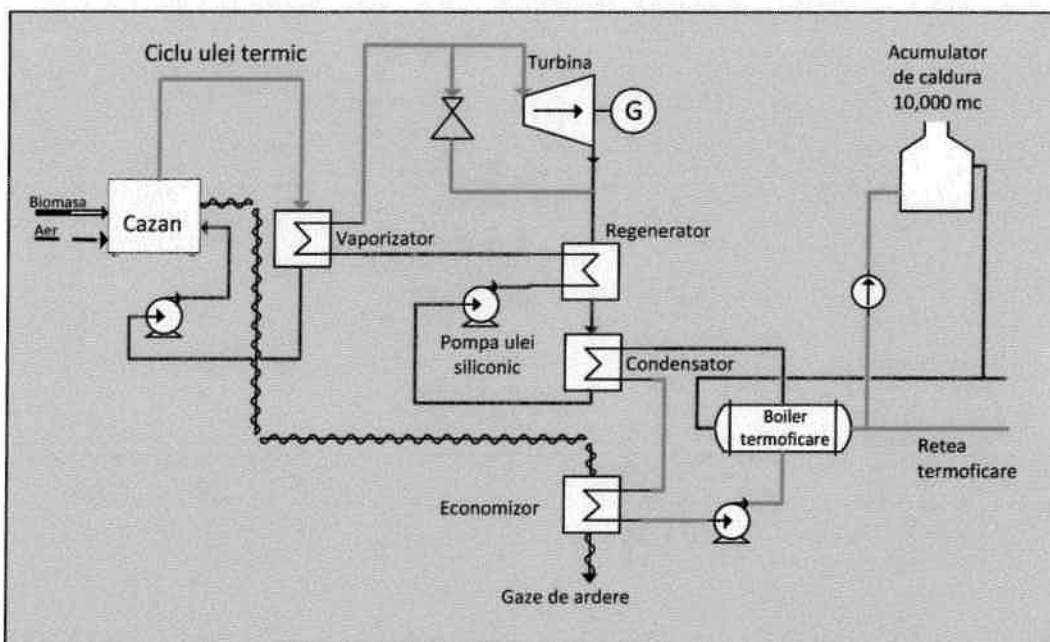 Ciclu ulei termic
Turbina
Acumulator
de caldura
10,000 mc
G
Biomasa
Aer
Cazan
Vaporizator
Regenerator
Pompa ulei
siliconic
Condensator
Boiler
termoficare
Retea
termoficare
Economizor
Gaze de ardere